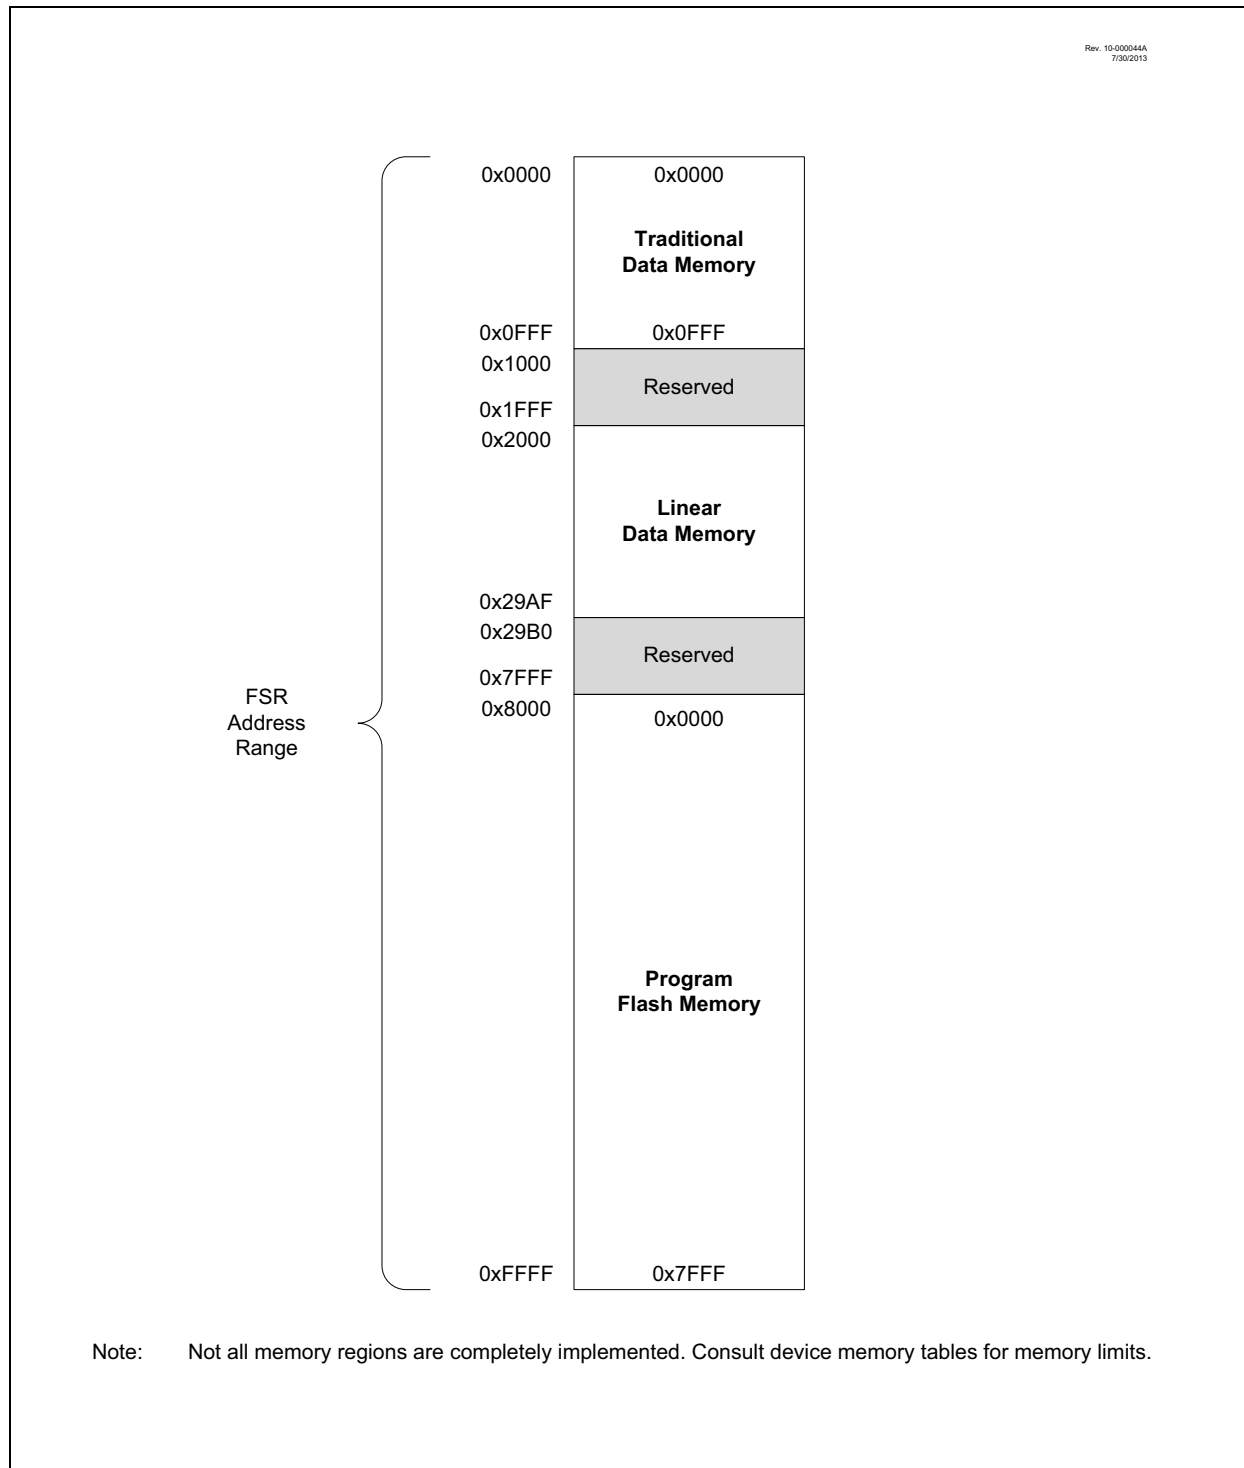 Rev. 10-000044A
7/30/2013
0x0000 0x0000
Traditional
Data Memory
0x0FFF 0x0FFF
0x1000
Reserved
0x1FFF
0x2000
Linear
Data Memory
0x29AF
0x29B0
Reserved
0x7FFF
FSR
Address
Range
0x8000 0x0000
Program
Flash Memory
0xFFFF 0x7FFF
Note: Not all memory regions are completely implemented. Consult device memory tables for memory limits.